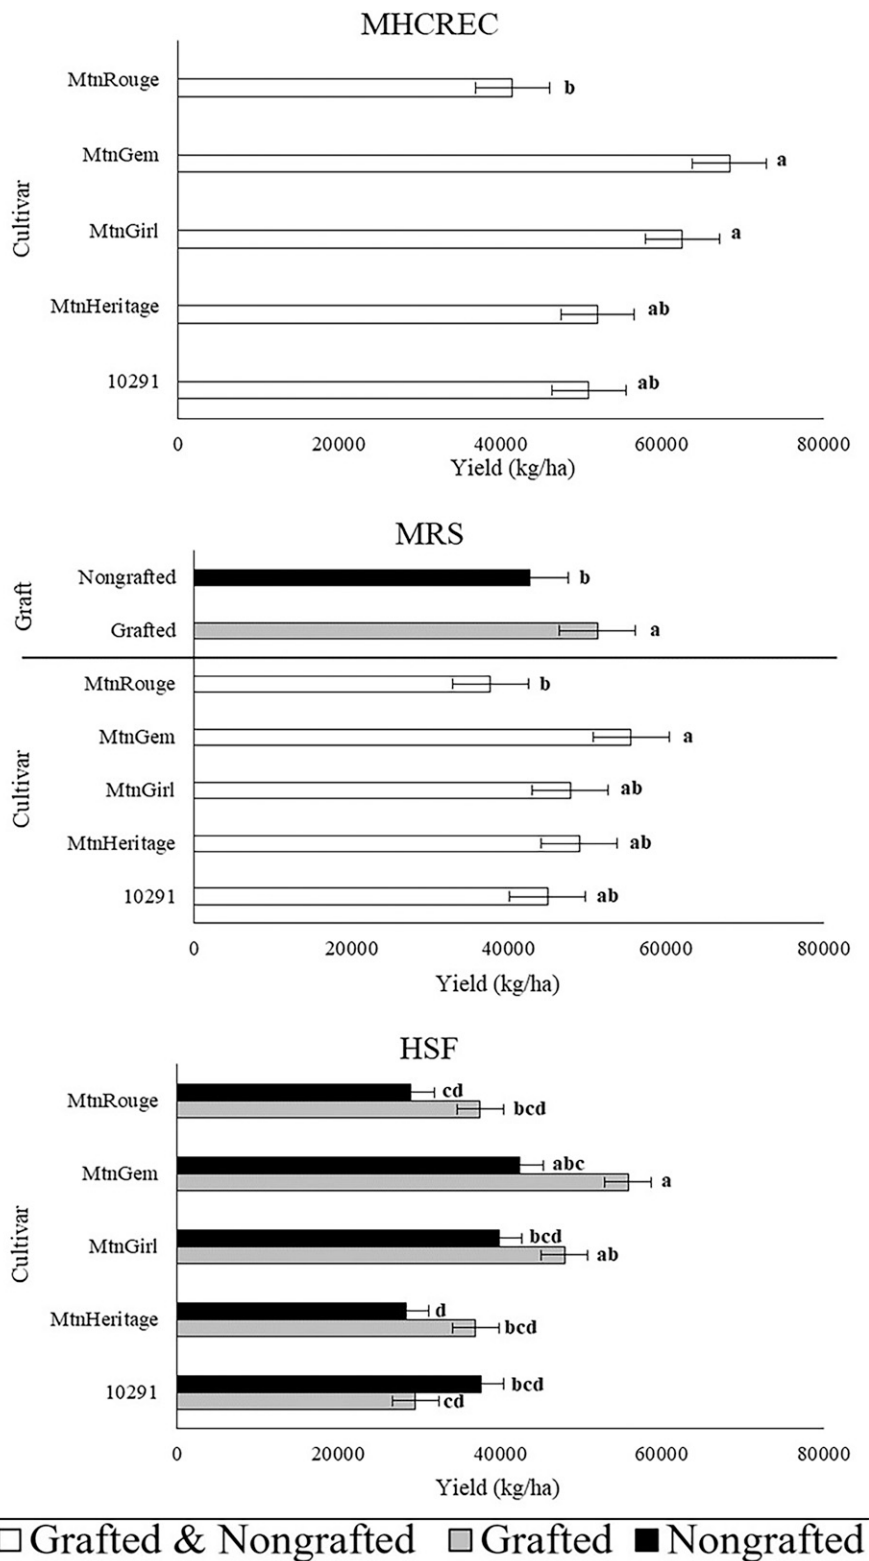 MHCREC
Cultivar
MtnRouge
b
MtnGem
a
MtnGirl
a
MtnHeritage
ab
10291
ab
0 20000 40000 60000 80000
Yield (kg/ha)
MRS
Graft
Nongrafted
b
Grafted
a
Cultivar
MtnRouge
b
MtnGem
a
MtnGirl
ab
MtnHeritage
ab
10291
ab
0 20000 40000 60000 80000
Yield (kg/ha)
HSF
Cultivar
MtnRouge
cd
bcd
MtnGem
abc
a
MtnGirl
bcd
ab
MtnHeritage
d
bcd
10291
bcd
cd
0 20000 40000 60000 80000
Yield (kg/ha)
Grafted & Nongrafted Grafted Nongrafted